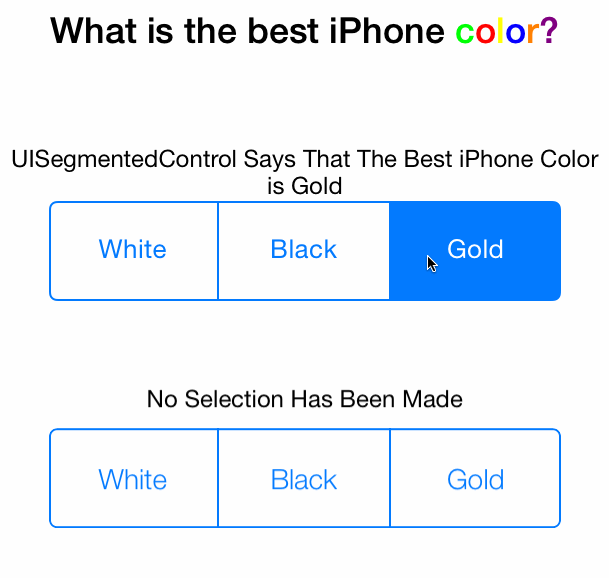 What is the best iPhone color?
UISegmentedControl Says That The Best iPhone Color
is Gold
White Black Gold
No Selection Has Been Made
White Black Gold